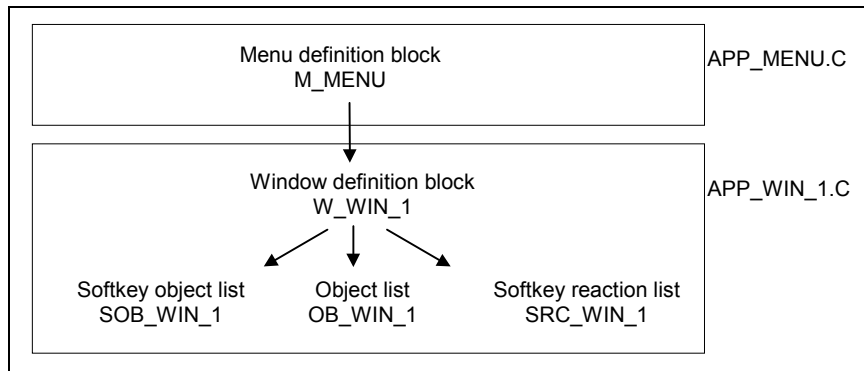 Menu definition block
M_MENU
APP_MENU.C
Window definition block
W_WIN_1
APP_WIN_1.C
Softkey object list
SOB_WIN_1
Object list
OB_WIN_1
Softkey reaction list
SRC_WIN_1